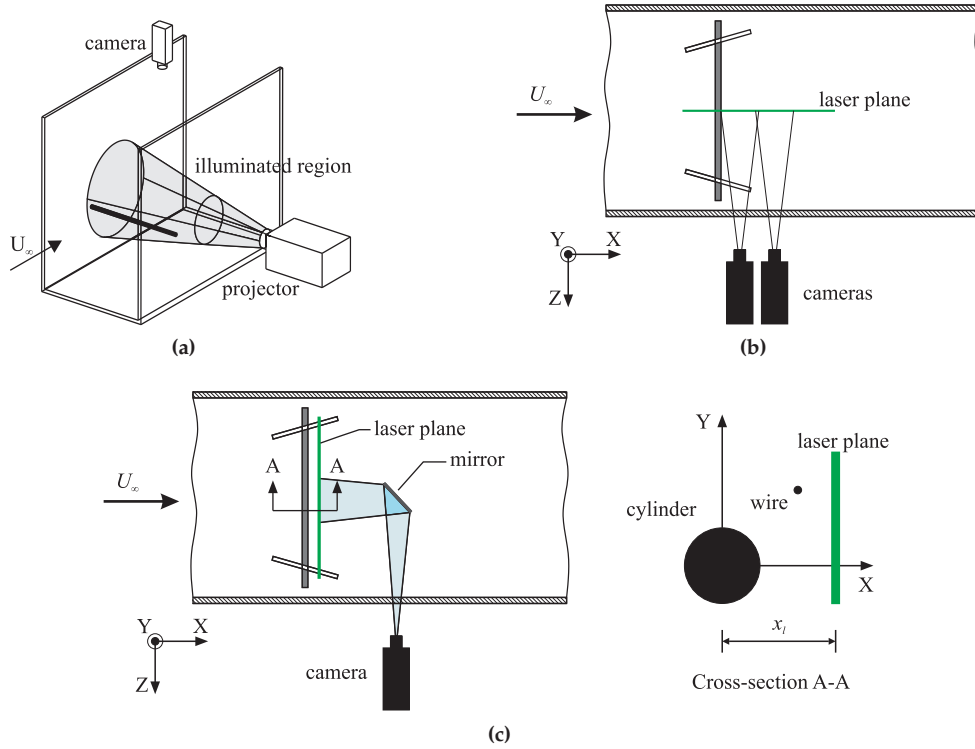 camera
illuminated region
U∞
projector
(a)
U∞
laser plane
Y
X
Z
cameras
(b)
laser plane
mirror
A
A
U∞
Y
X
Z
camera
Y
laser plane
wire
cylinder
X
xₗ
Cross-section A-A
(c)